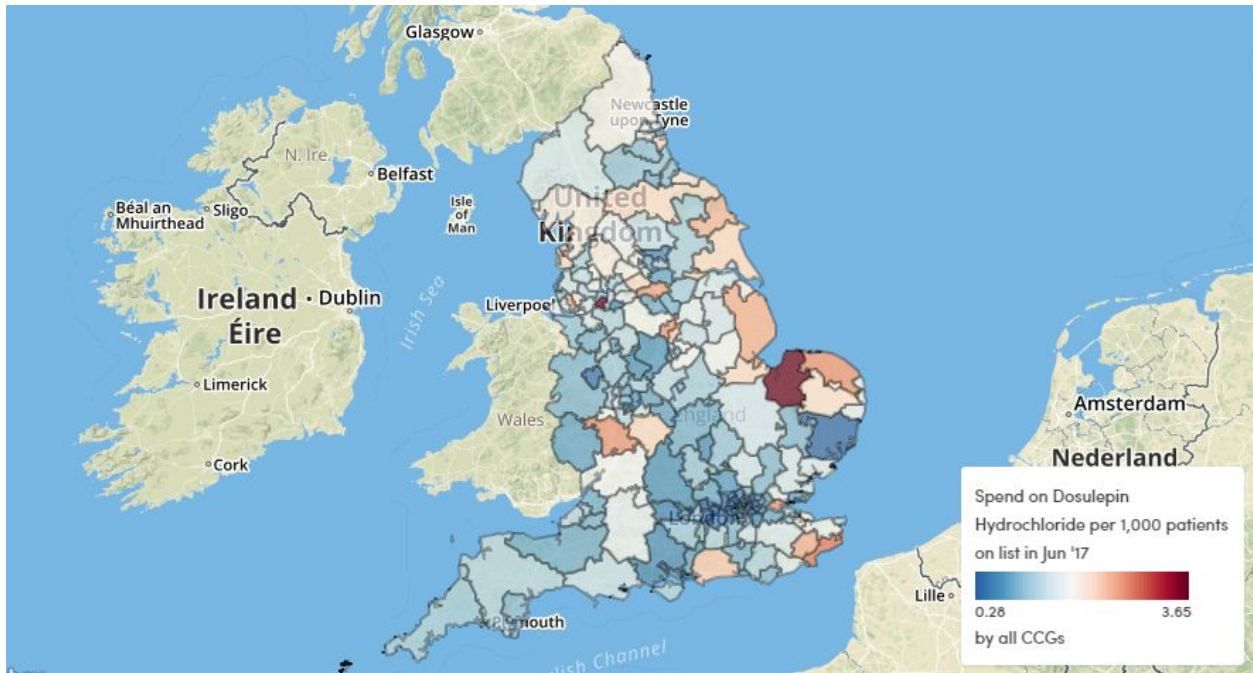 Glasgow
Newcastle
upon Tyne
N. Ire.
Belfast
Isle
of
Man
Béal an
Mhuirthead
Sligo
United
Kingdom
Ireland
Éire
Dublin
Irish Sea
Liverpool
Limerick
Wales
England
Amsterdam
Cork
Nederland
London
Lille
Plymouth
English Channel
Spend on Dosulepin
Hydrochloride per 1,000 patients
on list in Jun '17
0.28 3.65
by all CCGs